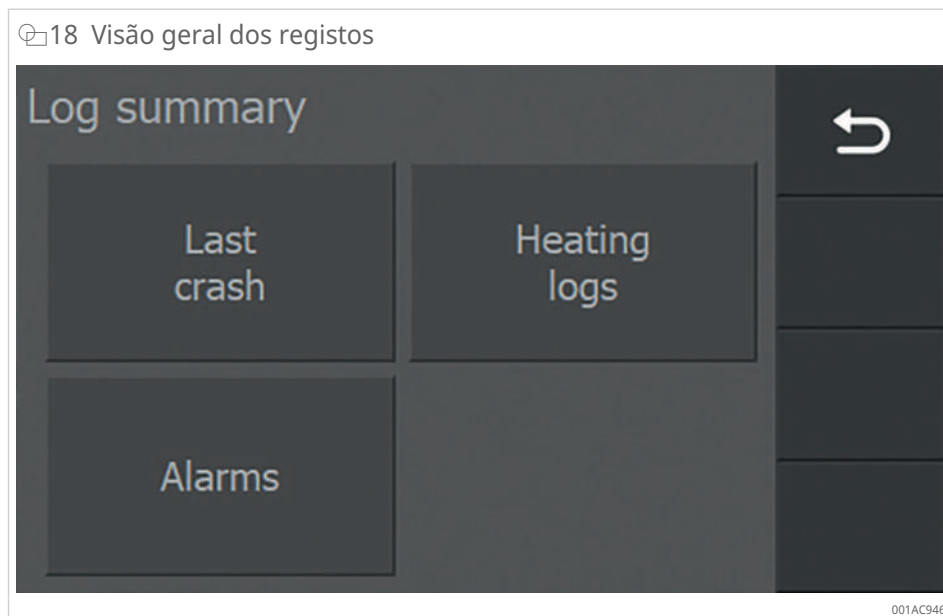 18 Visão geral dos registos
Log summary
Last
crash
Heating
logs
Alarms
001AC946